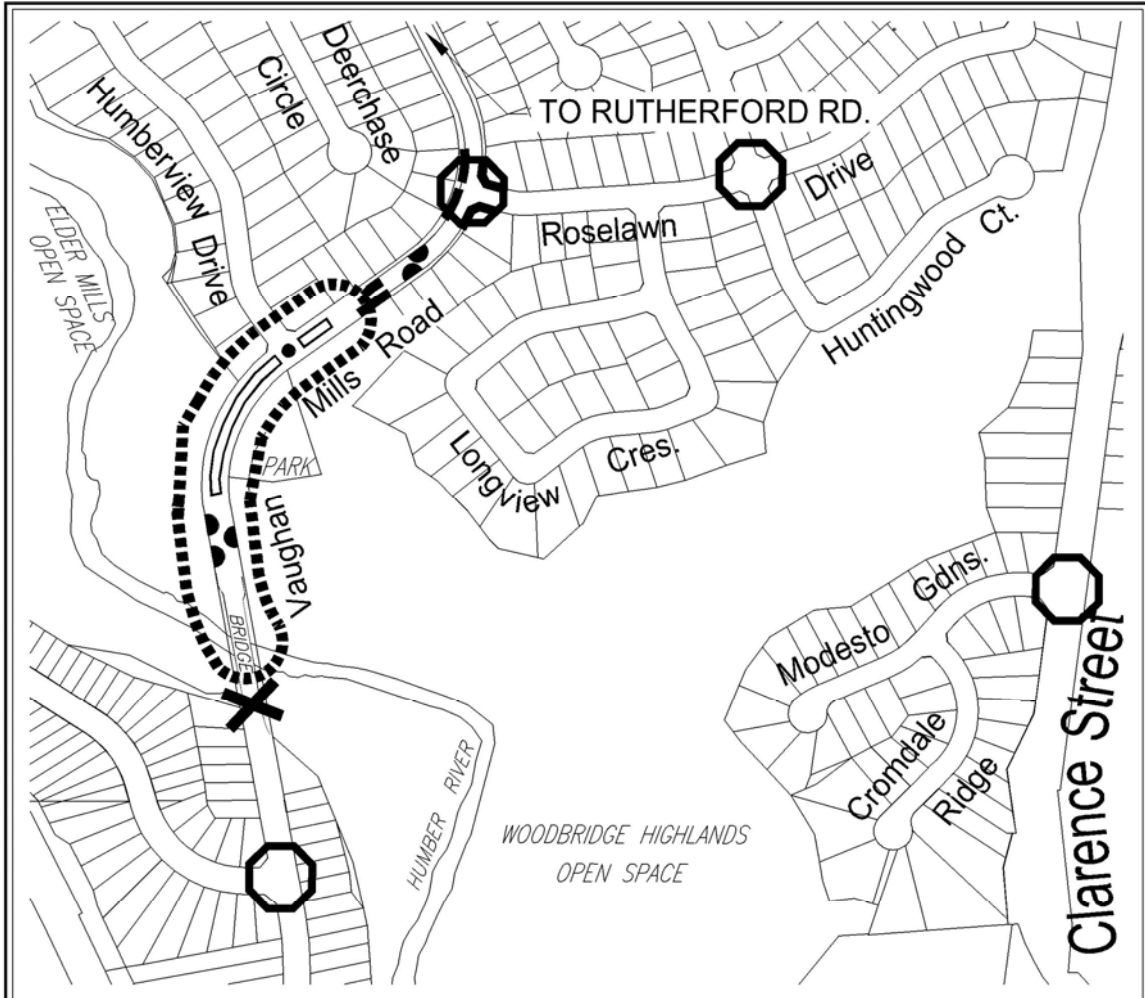 Deerchase
Circle
Humberview
Drive
TO RUTHERFORD RD.
Drive
Roselawn
Huntingwood Ct.
ELDER MILLS
OPEN SPACE
Road
Mills
Vaughan
PARK
Longview Cres.
BRIDGE
Modesto Gdns.
Cromdale
Ridge
Clarence Street
HUMBER RIVER
WOODBRIDGE HIGHLANDS
OPEN SPACE